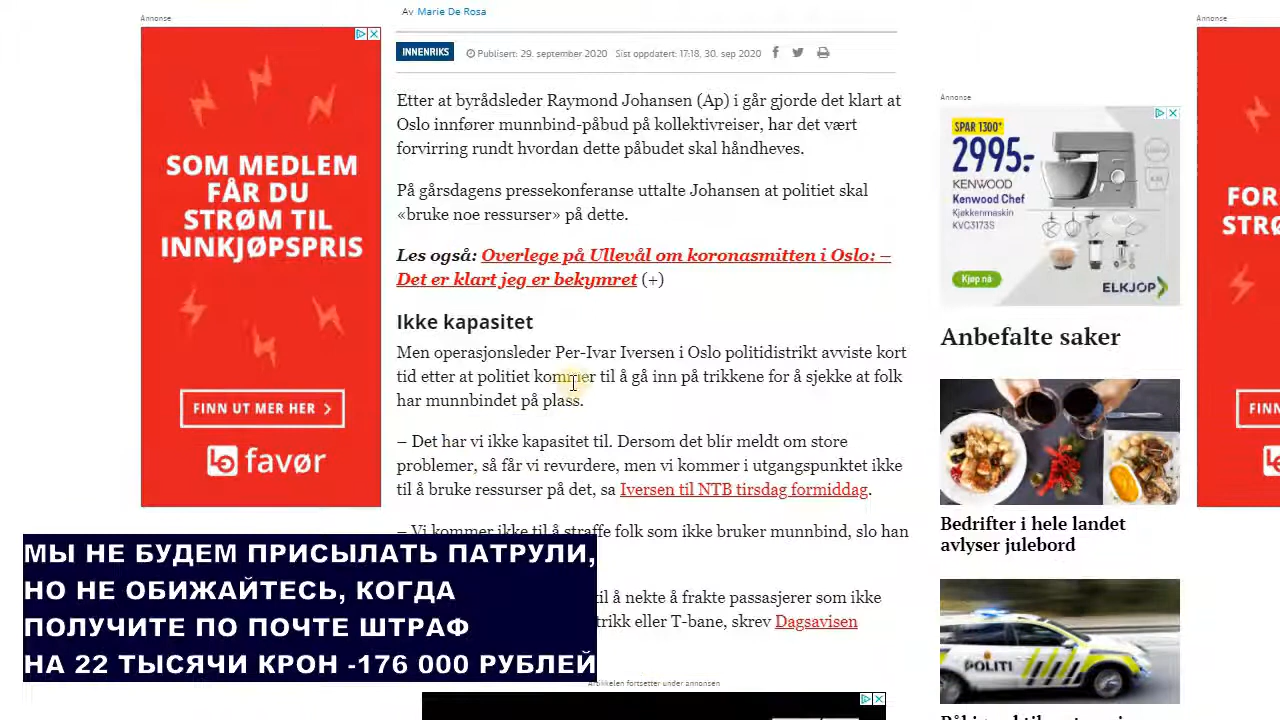 Annonse
SOM MEDLEM
FÅR DU
STRØM TIL
INNKJØPSPRIS
FINN UT MER HER
LO favør
Av Marie De Rosa
INNENRIKS Publisert: 29. september 2020 Sist oppdatert: 17:18, 30. sep 2020
Etter at byrådsleder Raymond Johansen (Ap) i går gjorde det klart at
Oslo innfører munnbind-påbud på kollektivreiser, har det vært
forvirring rundt hvordan dette påbudet skal håndheves.
På gårsdagens pressekonferanse uttalte Johansen at politiet skal
«bruke noe ressurser» på dette.
Les også: Overlege på Ullevål om koronasmitten i Oslo: –
Det er klart jeg er bekymret (+)
Ikke kapasitet
Men operasjonsleder Per-Ivar Iversen i Oslo politidistrikt avviste kort
tid etter at politiet kommer til å gå inn på trikkene for å sjekke at folk
har munnbindet på plass.
– Det har vi ikke kapasitet til. Dersom det blir meldt om store
problemer, så får vi revurdere, men vi kommer i utgangspunktet ikke
til å bruke ressurser på det, sa Iversen til NTB tirsdag formiddag.
– Vi kommer ikke til å straffe folk som ikke bruker munnbind, slo han
il å nekte å frakte passasjerer som ikke
trikk eller T-bane, skrev Dagsavisen
Artikkelen fortsetter under annonsen
МЫ НЕ БУДЕМ ПРИСЫЛАТЬ ПАТРУЛИ,
НО НЕ ОБИЖАЙТЕСЬ, КОГДА
ПОЛУЧИТЕ ПО ПОЧТЕ ШТРАФ
НА 22 ТЫСЯЧИ КРОН -176 000 РУБЛЕЙ
Annonse
SPAR 1300*
2995.-
KENWOOD
Kenwood Chef
Kjøkkenmaskin
KVC3173S
Kjøp nå
ELKJØP
Anbefalte saker
Bedrifter i hele landet
avlyser julebord
POLITI
Annonse
FOR
STRØ
FINN